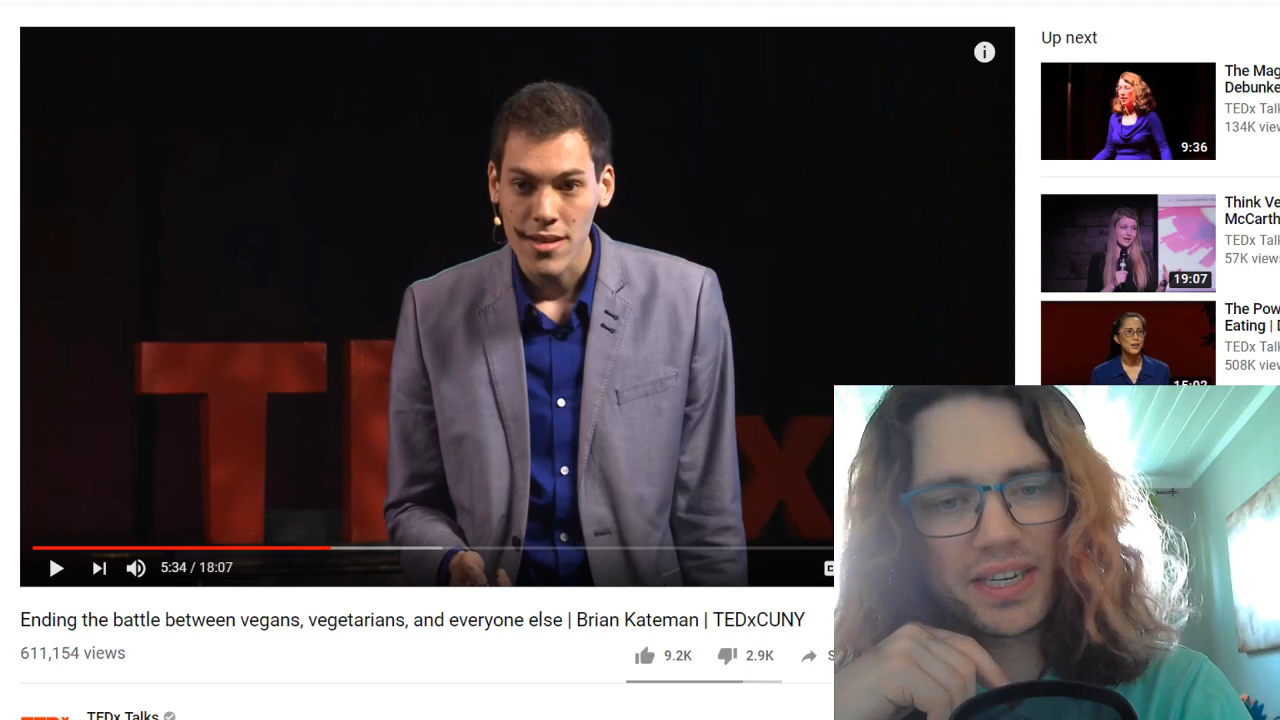 Up next
The Mag
Debunke
TEDx Talk
134K view
9:36
Think Ve
McCarth
TEDx Talk
57K views
19:07
The Pow
Eating | D
TEDx Talk
508K view
TEDx
5:34 / 18:07
Ending the battle between vegans, vegetarians, and everyone else | Brian Kateman | TEDxCUNY
611,154 views
9.2K
2.9K
S
TEDx Talks